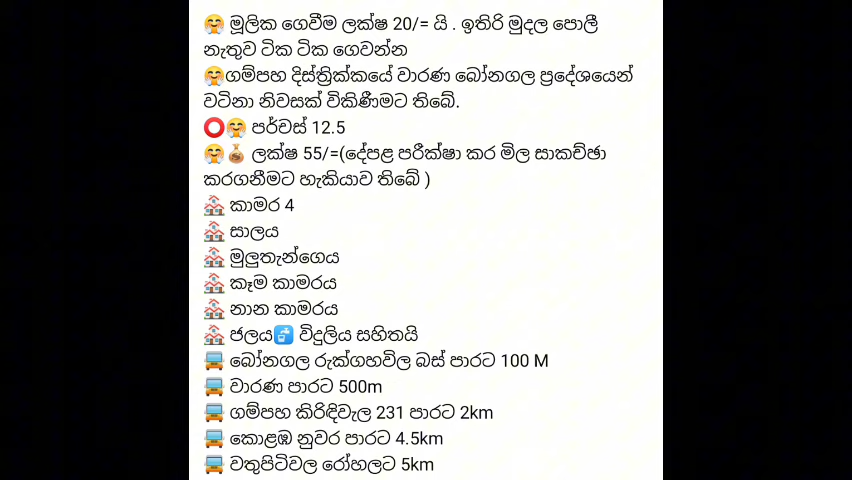 🤗 මූලික ගෙවීම ලක්ෂ 20/= යි . ඉතිරි මුදල පොලී
නැතුව ටික ටික ගෙවන්න
🤗ගම්පහ දිස්ත්‍රික්කයේ වාරණ බෝනගල ප්‍රදේශයෙන්
වටිනා නිවසක් විකිණීමට තිබේ.
⭕🤗 පර්චස් 12.5
🤗💰 ලක්ෂ 55/=(දේපළ පරීක්ෂා කර මිල සාකච්ඡා
කරගනීමට හැකියාව තිබේ )
🏘️ කාමර 4
🏘️ සාලය
🏘️ මුලුතැන්ගෙය
🏘️ කෑම කාමරය
🏘️ නාන කාමරය
🏘️ ජලය🚰 විදුලිය සහිතයි
🚍 බෝනගල රුක්ගහවිල බස් පාරට 100 M
🚍 වාරණ පාරට 500m
🚍 ගම්පහ කිරිඳිවැල 231 පාරට 2km
🚍 කොළඹ නුවර පාරට 4.5km
🚍 වතුපිටිවල රෝහලට 5km